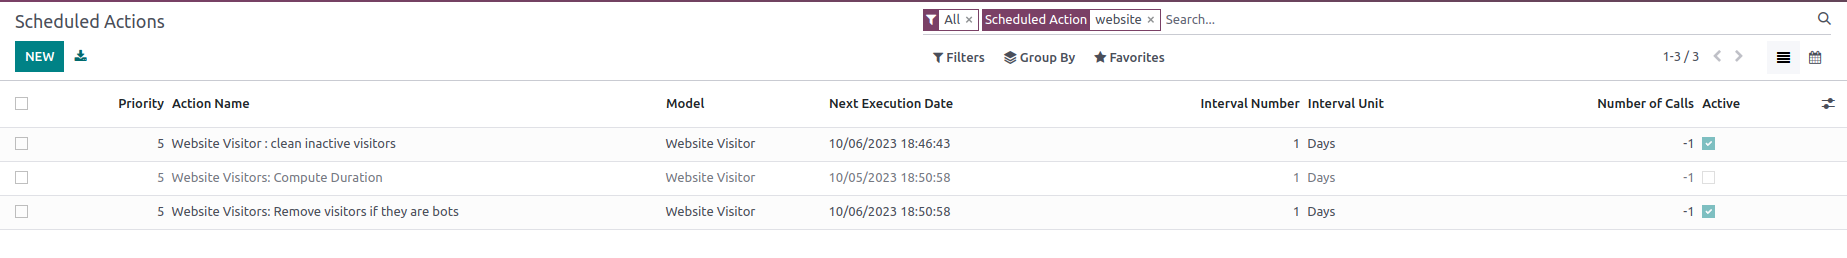 Scheduled Actions
All × Scheduled Action website × Search...
NEW Filters Group By Favorites 1-3 / 3
Priority Action Name Model Next Execution Date Interval Number Interval Unit Number of Calls Active
5 Website Visitor : clean inactive visitors Website Visitor 10/06/2023 18:46:43 1 Days -1
5 Website Visitors: Compute Duration Website Visitor 10/05/2023 18:50:58 1 Days -1
5 Website Visitors: Remove visitors if they are bots Website Visitor 10/06/2023 18:50:58 1 Days -1